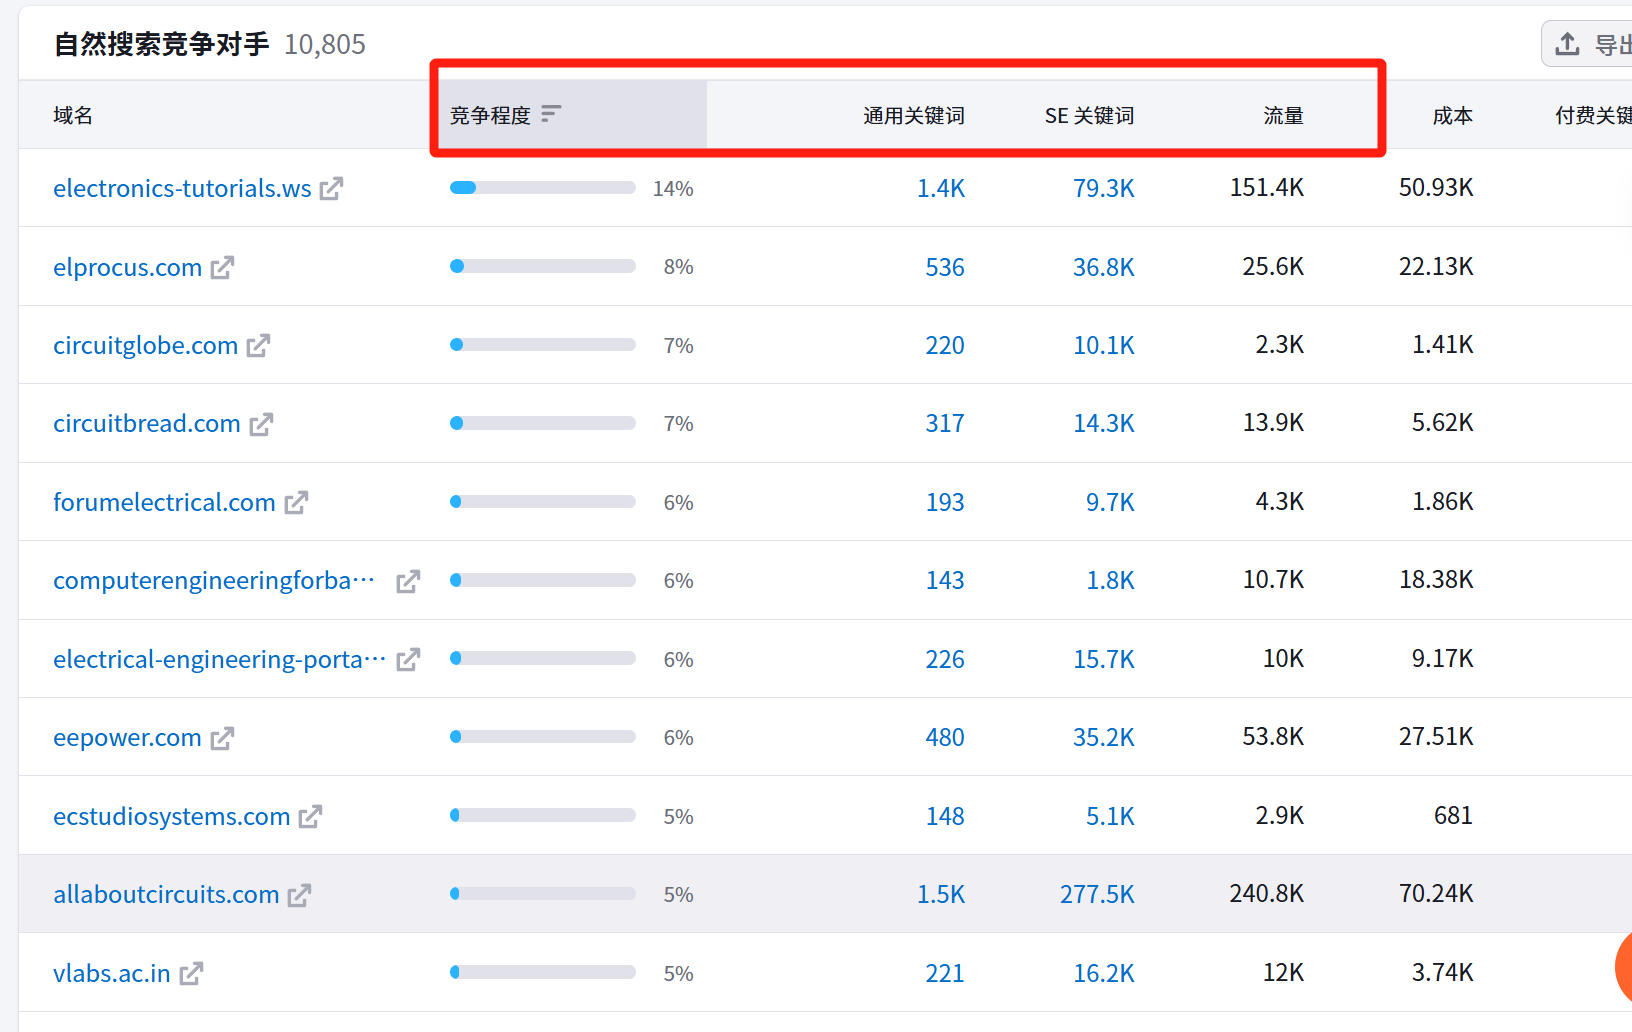 自然搜索竞争对手 10,805
导出
域名 竞争程度 通用关键词 SE 关键词 流量 成本 付费关键
electronics-tutorials.ws 14% 1.4K 79.3K 151.4K 50.93K
elprocus.com 8% 536 36.8K 25.6K 22.13K
circuitglobe.com 7% 220 10.1K 2.3K 1.41K
circuitbread.com 7% 317 14.3K 13.9K 5.62K
forumelectrical.com 6% 193 9.7K 4.3K 1.86K
computerengineeringforba… 6% 143 1.8K 10.7K 18.38K
electrical-engineering-porta… 6% 226 15.7K 10K 9.17K
eepower.com 6% 480 35.2K 53.8K 27.51K
ecstudiosystems.com 5% 148 5.1K 2.9K 681
allaboutcircuits.com 5% 1.5K 277.5K 240.8K 70.24K
vlabs.ac.in 5% 221 16.2K 12K 3.74K